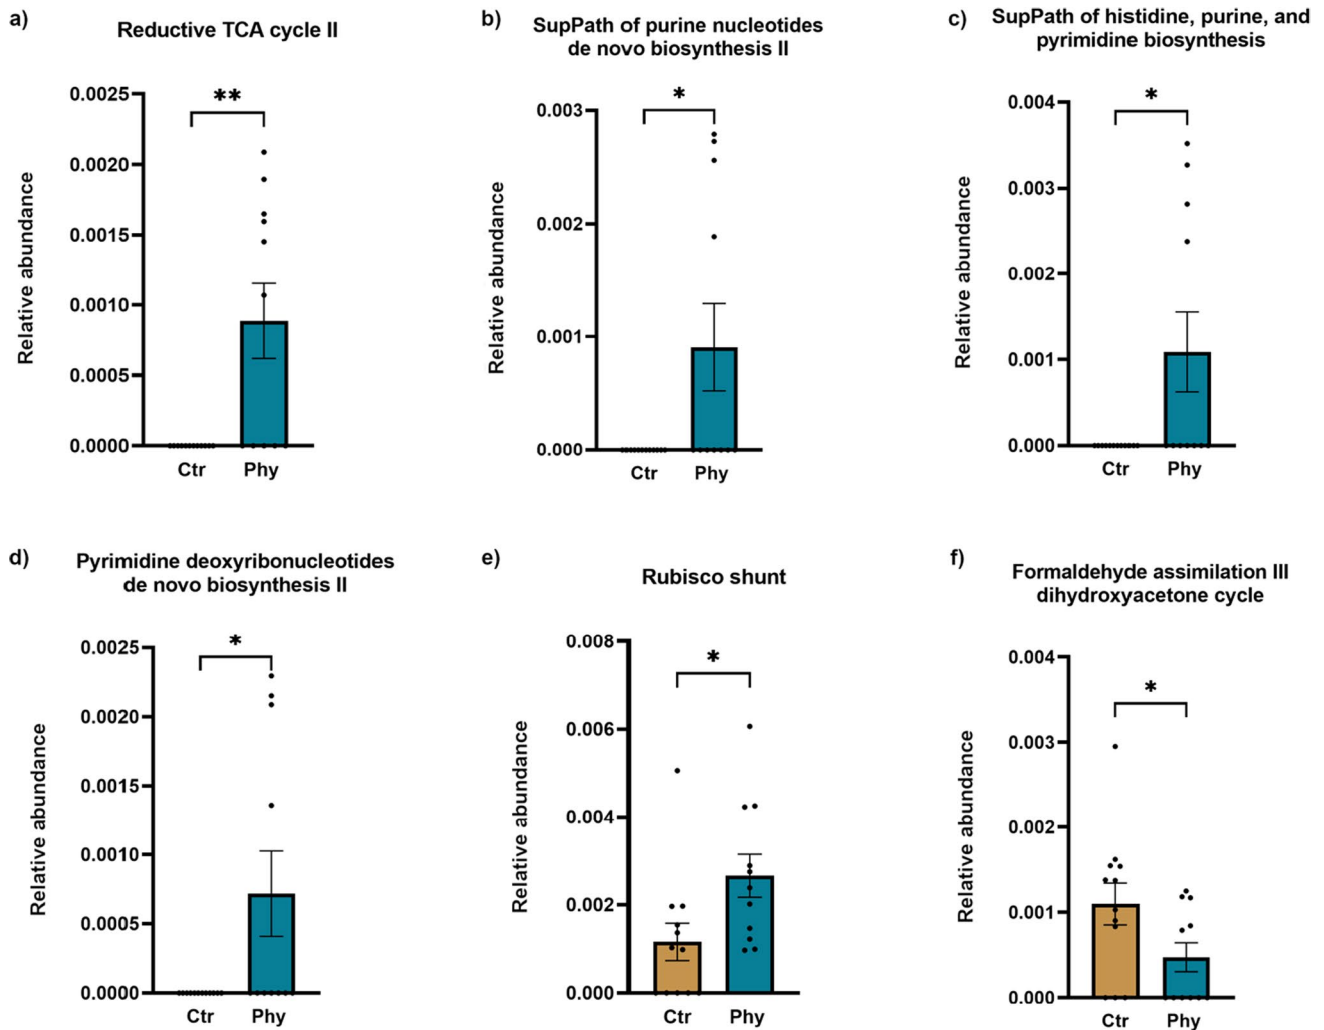 a)
Reductive TCA cycle II
Relative abundance
0.0025
0.0020
0.0015
0.0010
0.0005
0.0000
**
Ctr Phy
b)
SupPath of purine nucleotides
de novo biosynthesis II
Relative abundance
0.003
0.002
0.001
0.000
*
Ctr Phy
c)
SupPath of histidine, purine, and
pyrimidine biosynthesis
Relative abundance
0.004
0.003
0.002
0.001
0.000
*
Ctr Phy
d)
Pyrimidine deoxyribonucleotides
de novo biosynthesis II
Relative abundance
0.0025
0.0020
0.0015
0.0010
0.0005
0.0000
*
Ctr Phy
e)
Rubisco shunt
Relative abundance
0.008
0.006
0.004
0.002
0.000
*
Ctr Phy
f)
Formaldehyde assimilation III
dihydroxyacetone cycle
Relative abundance
0.004
0.003
0.002
0.001
0.000
*
Ctr Phy